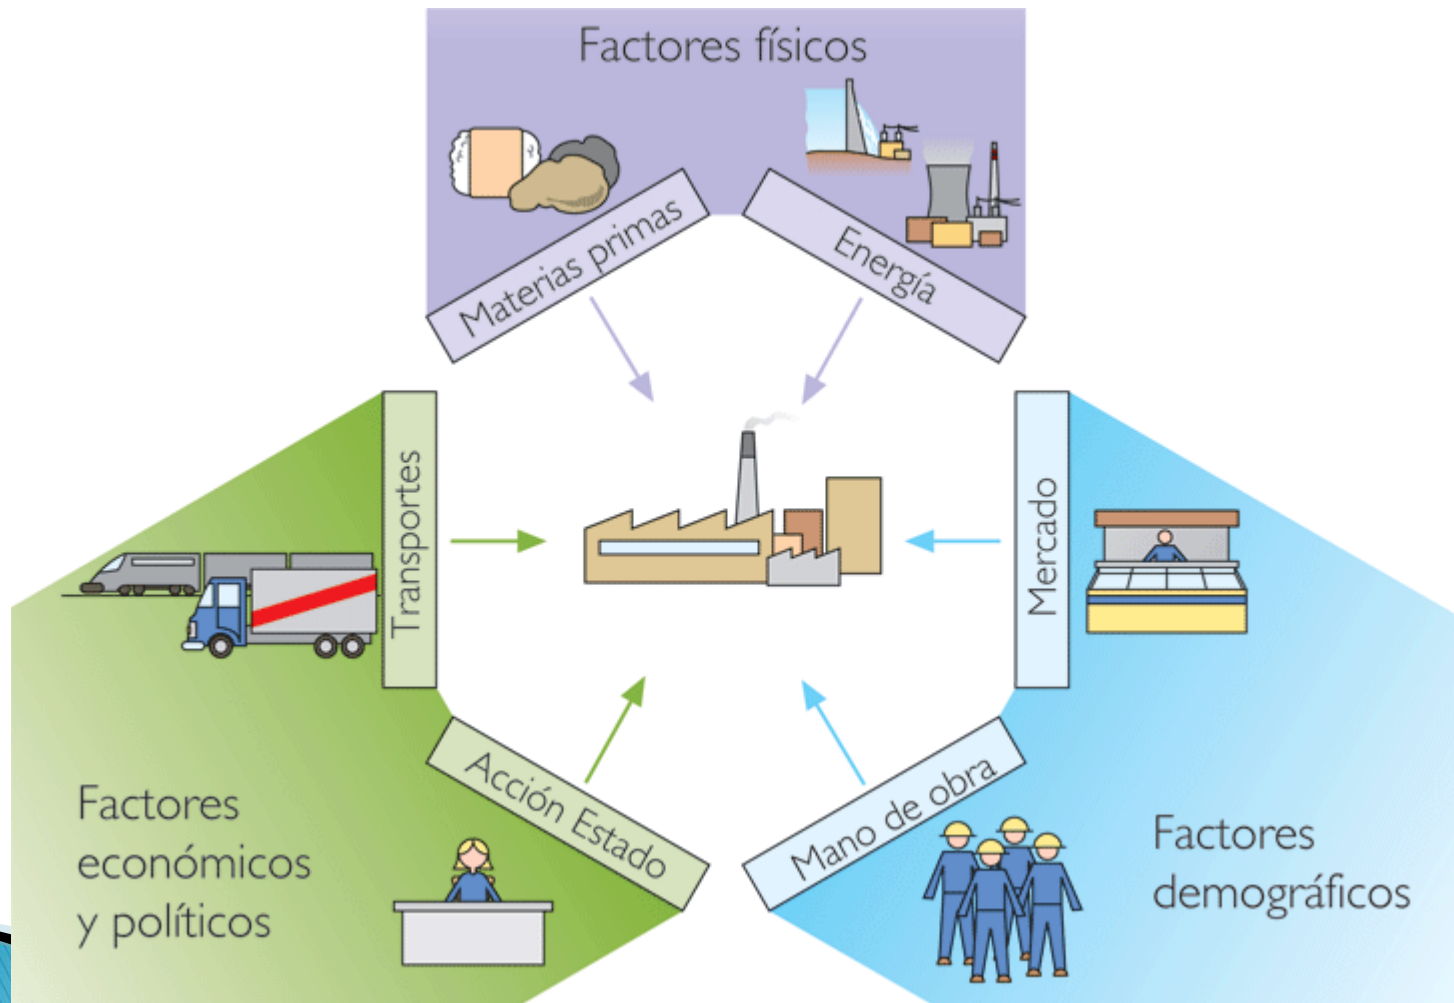 Factores físicos
Materias primas
Energía
Transportes
Mercado
Acción Estado
Mano de obra
Factores
económicos
y políticos
Factores
demográficos